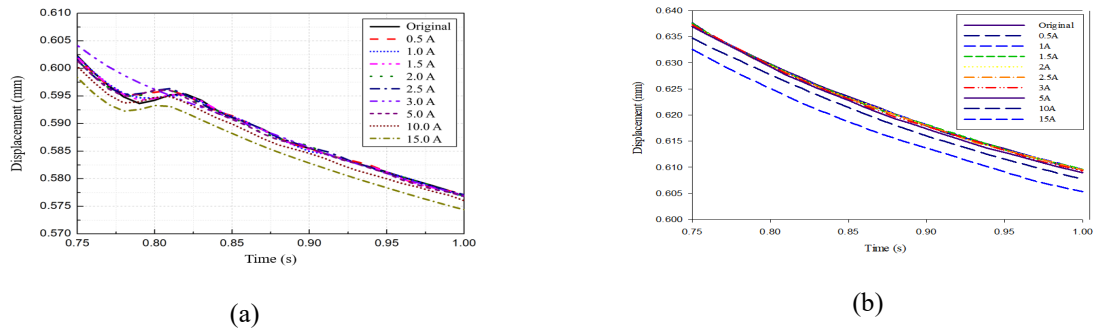 0.605
0.600
0.595
0.590
0.585
0.580
0.575
0.570
Displacement (mm)
0.75 0.80 0.85 0.90 0.95 1.00
Time (s)
Original
0.5 A
1.0 A
1.5 A
2.0 A
2.5 A
3.0 A
5.0 A
10.0 A
15.0 A
(a)
0.640
0.635
0.630
0.625
0.620
0.615
0.610
0.605
0.600
Displacement (mm)
0.75 0.80 0.85 0.90 0.95 1.00
Time (s)
Original
0.5A
1A
1.5A
2A
2.5A
3A
5A
10A
15A
(b)